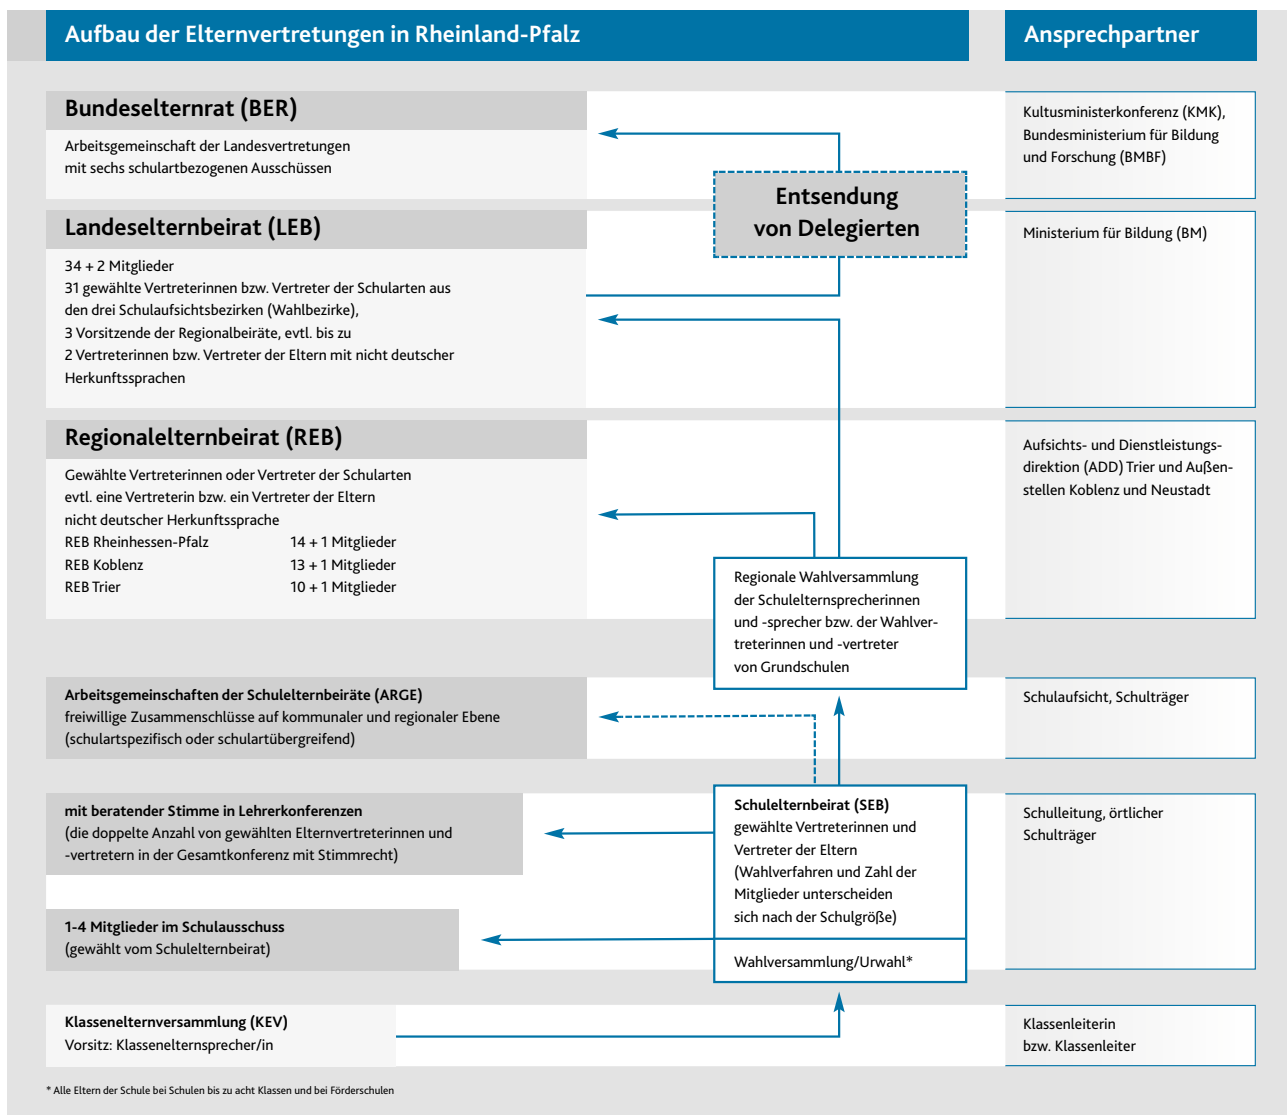 Aufbau der Elternvertretungen in Rheinland-Pfalz
Ansprechpartner
Bundeselternrat (BER)
Arbeitsgemeinschaft der Landesvertretungen
mit sechs schulartbezogenen Ausschüssen
Kultusministerkonferenz (KMK),
Bundesministerium für Bildung
und Forschung (BMBF)
Entsendung
von Delegierten
Landeselternbeirat (LEB)
34 + 2 Mitglieder
31 gewählte Vertreterinnen bzw. Vertreter der Schularten aus
den drei Schulaufsichtsbezirken (Wahlbezirke),
3 Vorsitzende der Regionalbeiräte, evtl. bis zu
2 Vertreterinnen bzw. Vertreter der Eltern mit nicht deutscher
Herkunftssprachen
Ministerium für Bildung (BM)
Regionalelternbeirat (REB)
Gewählte Vertreterinnen oder Vertreter der Schularten
evtl. eine Vertreterin bzw. ein Vertreter der Eltern
nicht deutscher Herkunftssprache
REB Rheinhessen-Pfalz 14 + 1 Mitglieder
REB Koblenz 13 + 1 Mitglieder
REB Trier 10 + 1 Mitglieder
Aufsichts- und Dienstleistungs-
direktion (ADD) Trier und Außen-
stellen Koblenz und Neustadt
Regionale Wahlversammlung
der Schulelternsprecherinnen
und -sprecher bzw. der Wahlver-
treterinnen und -vertreter
von Grundschulen
Arbeitsgemeinschaften der Schulelternbeiräte (ARGE)
freiwillige Zusammenschlüsse auf kommunaler und regionaler Ebene
(schulartspezifisch oder schulartübergreifend)
Schulaufsicht, Schulträger
mit beratender Stimme in Lehrerkonferenzen
(die doppelte Anzahl von gewählten Elternvertreterinnen und
-vertretern in der Gesamtkonferenz mit Stimmrecht)
Schulelternbeirat (SEB)
gewählte Vertreterinnen und
Vertreter der Eltern
(Wahlverfahren und Zahl der
Mitglieder unterscheiden
sich nach der Schulgröße)
Wahlversammlung/Urwahl*
Schulleitung, örtlicher
Schulträger
1-4 Mitglieder im Schulausschuss
(gewählt vom Schulelternbeirat)
Klassenelternversammlung (KEV)
Vorsitz: Klassenelternsprecher/in
Klassenleiterin
bzw. Klassenleiter
* Alle Eltern der Schule bei Schulen bis zu acht Klassen und bei Förderschulen